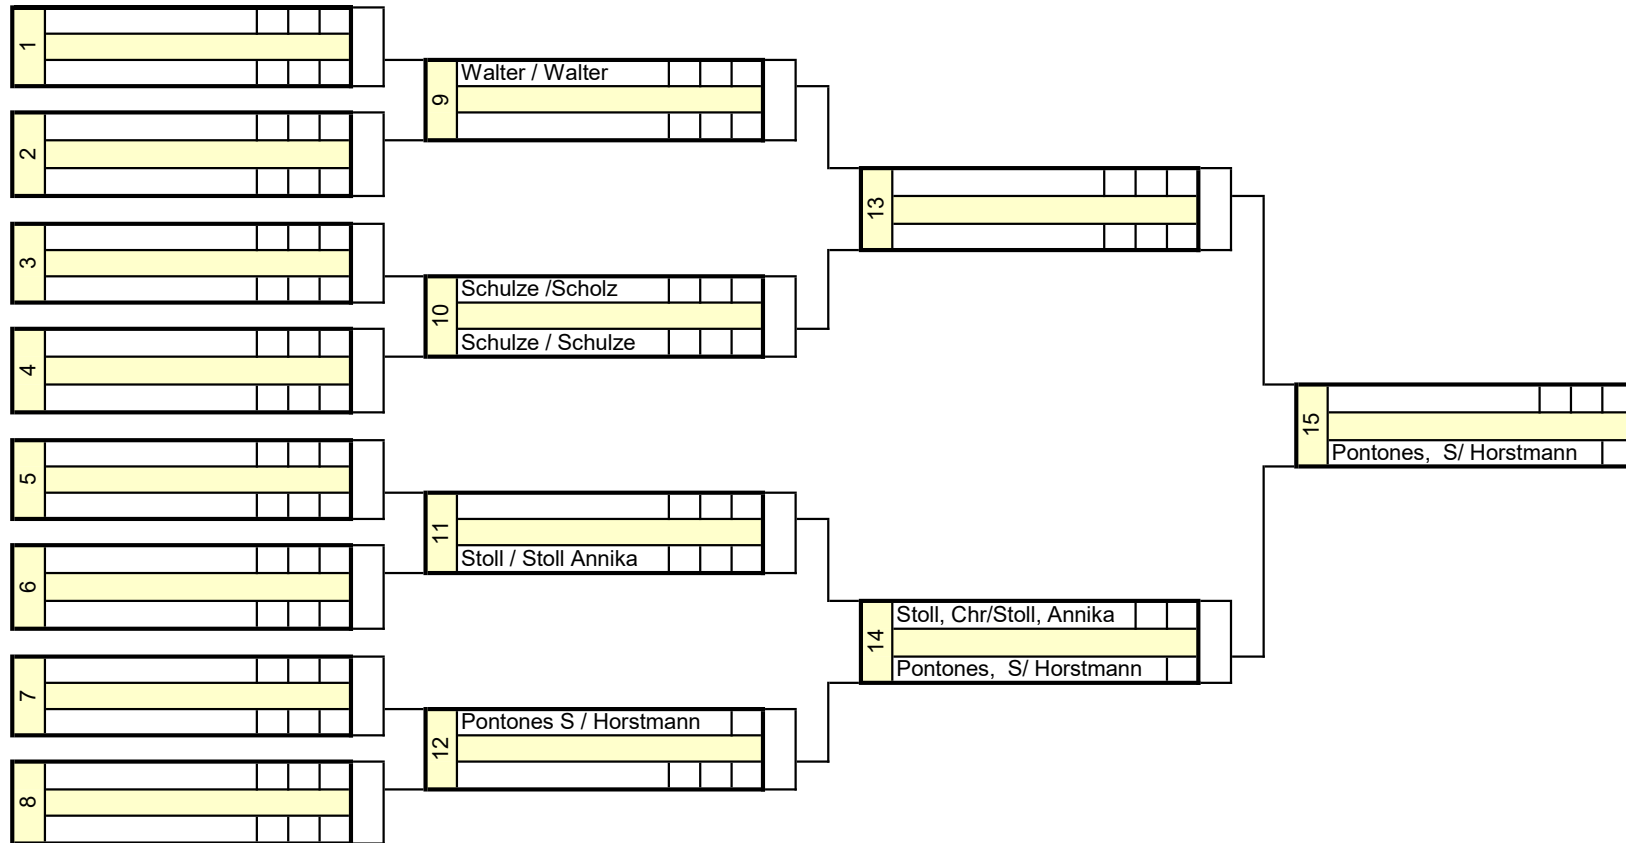 1
2
3
4
5
6
7
8
9
Walter / Walter
10
Schulze /Scholz
Schulze / Schulze
11
Stoll / Stoll Annika
12
Pontones S / Horstmann
13
14
Stoll, Chr/Stoll, Annika
Pontones,  S/ Horstmann
15
Pontones,  S/ Horstmann